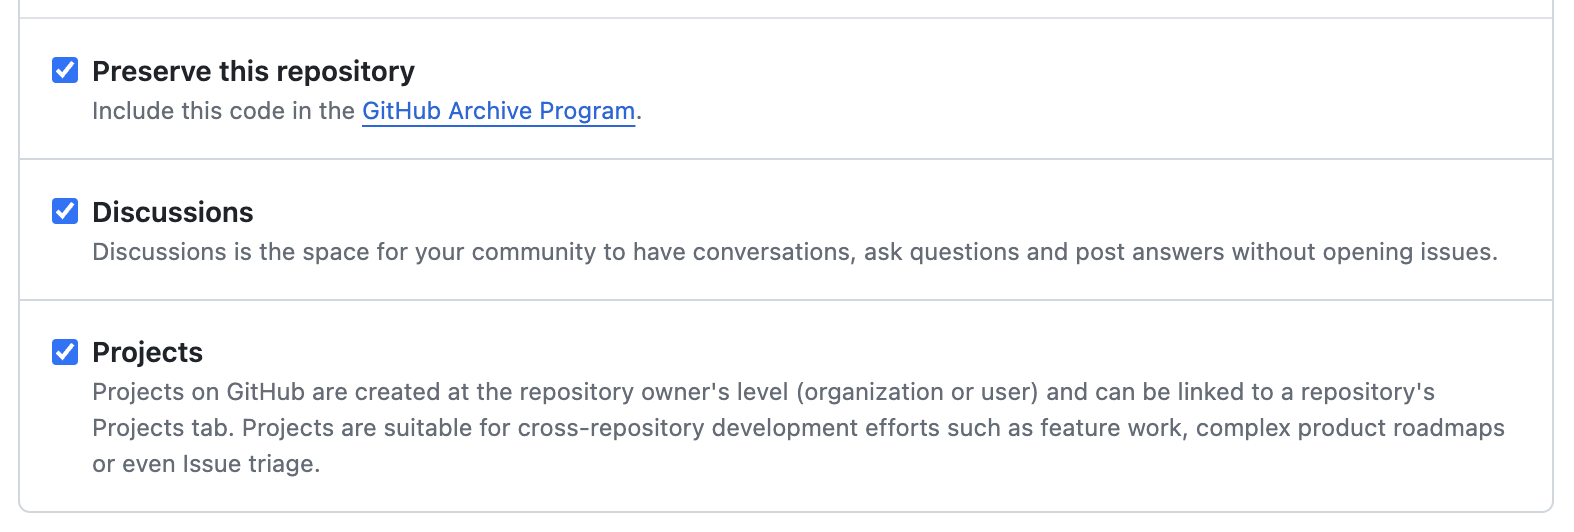 Preserve this repository
Include this code in the GitHub Archive Program.
Discussions
Discussions is the space for your community to have conversations, ask questions and post answers without opening issues.
Projects
Projects on GitHub are created at the repository owner's level (organization or user) and can be linked to a repository's
Projects tab. Projects are suitable for cross-repository development efforts such as feature work, complex product roadmaps
or even Issue triage.